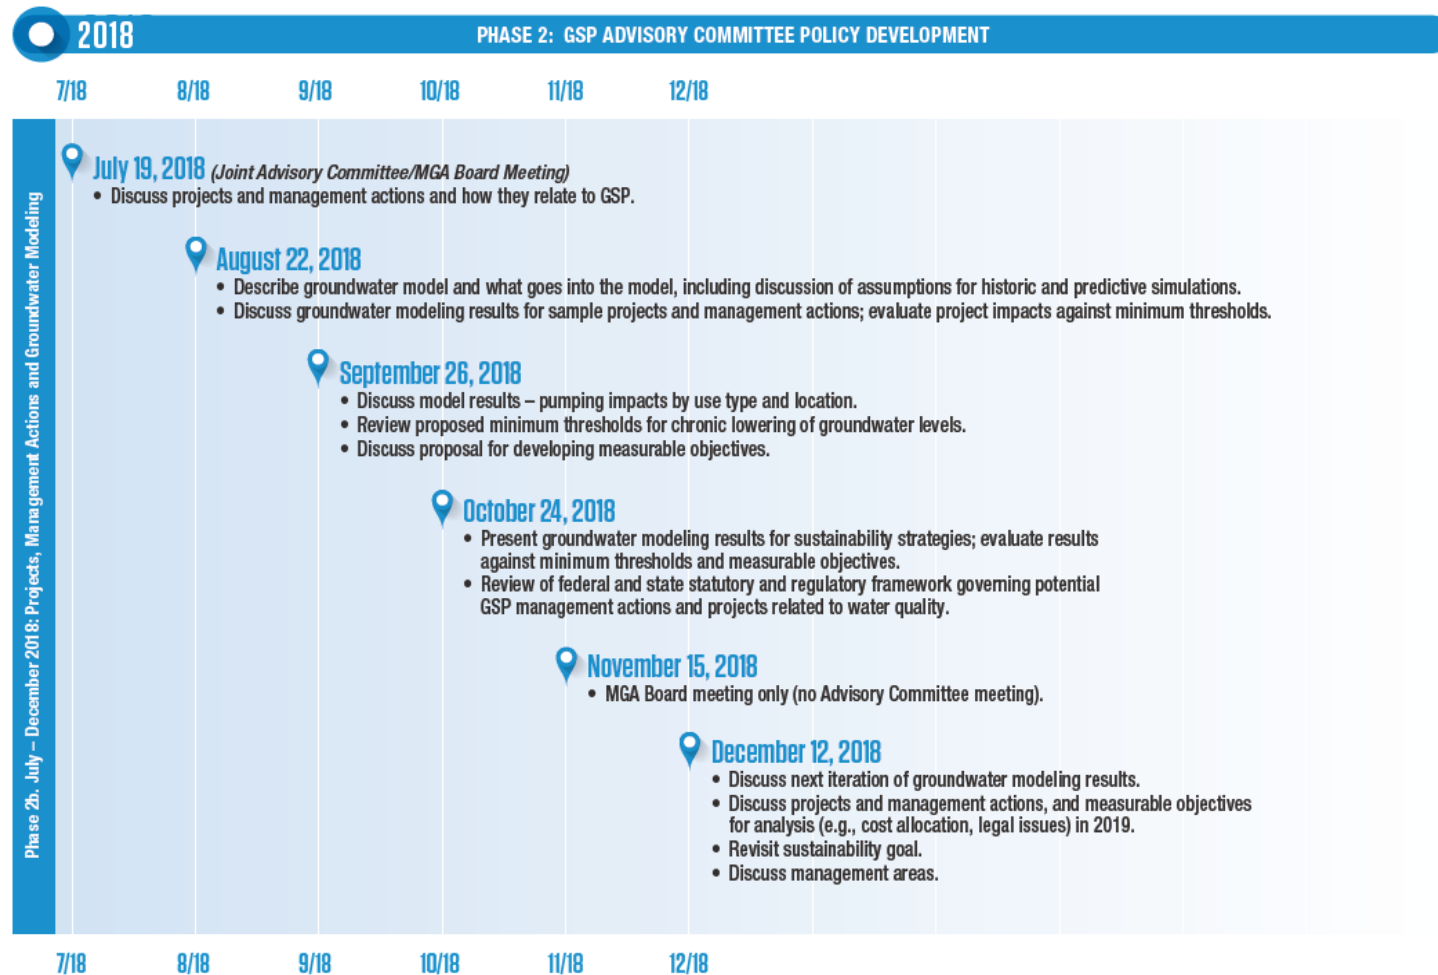 2018
PHASE 2: GSP ADVISORY COMMITTEE POLICY DEVELOPMENT
7/18 8/18 9/18 10/18 11/18 12/18
Phase 2b. July – December 2018: Projects, Management Actions and Groundwater Modeling
July 19, 2018 (Joint Advisory Committee/MGA Board Meeting)
• Discuss projects and management actions and how they relate to GSP.
August 22, 2018
• Describe groundwater model and what goes into the model, including discussion of assumptions for historic and predictive simulations.
• Discuss groundwater modeling results for sample projects and management actions; evaluate project impacts against minimum thresholds.
September 26, 2018
• Discuss model results – pumping impacts by use type and location.
• Review proposed minimum thresholds for chronic lowering of groundwater levels.
• Discuss proposal for developing measurable objectives.
October 24, 2018
• Present groundwater modeling results for sustainability strategies; evaluate results
against minimum thresholds and measurable objectives.
• Review of federal and state statutory and regulatory framework governing potential
GSP management actions and projects related to water quality.
November 15, 2018
• MGA Board meeting only (no Advisory Committee meeting).
December 12, 2018
• Discuss next iteration of groundwater modeling results.
• Discuss projects and management actions, and measurable objectives
for analysis (e.g., cost allocation, legal issues) in 2019.
• Revisit sustainability goal.
• Discuss management areas.
7/18 8/18 9/18 10/18 11/18 12/18